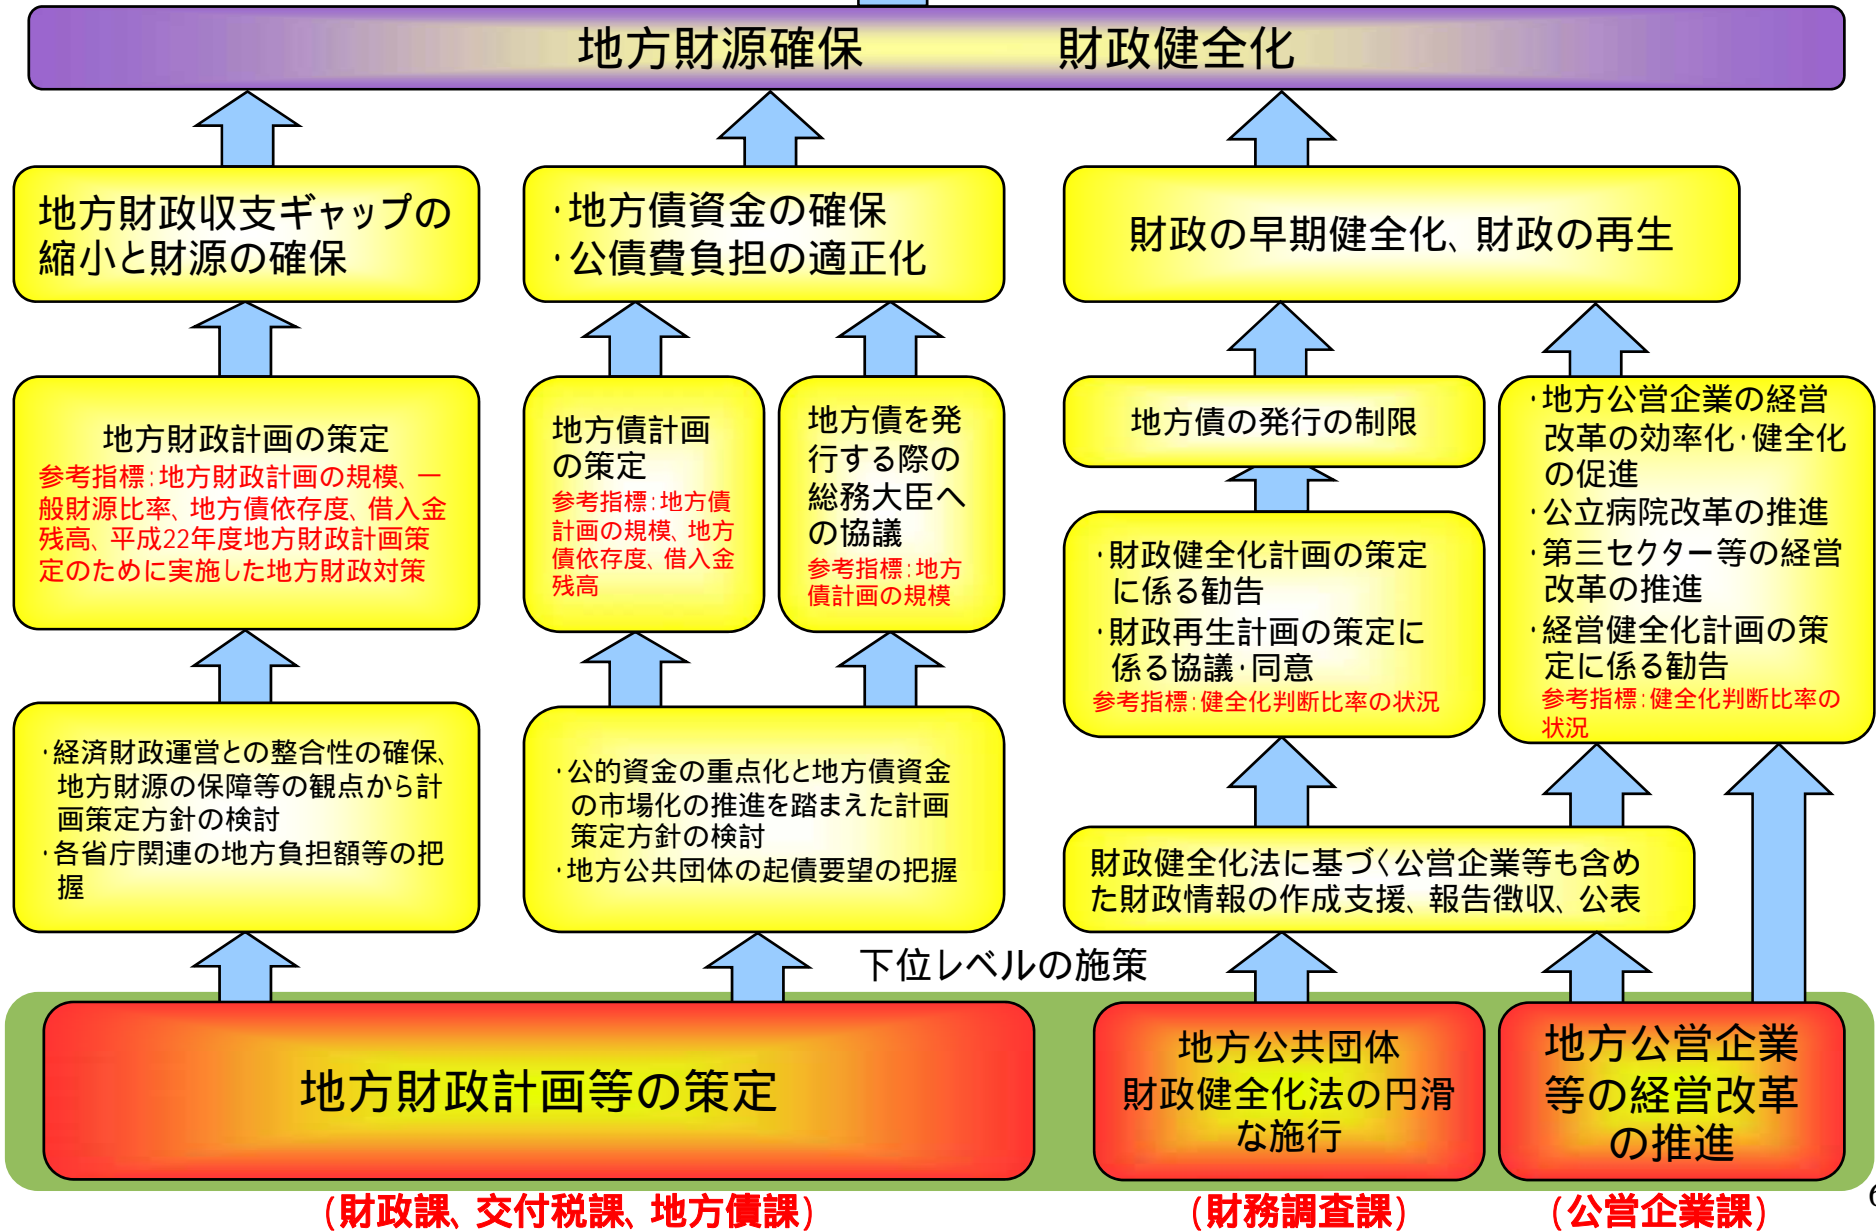 地方財源確保　　　　財政健全化
地方財政収支ギャップの
縮小と財源の確保
・地方債資金の確保
・公債費負担の適正化
財政の早期健全化、財政の再生
地方財政計画の策定
参考指標:地方財政計画の規模、一
般財源比率、地方債依存度、借入金
残高、平成22年度地方財政計画策
定のために実施した地方財政対策
地方債計画
の策定
参考指標:地方債
計画の規模、地方
債依存度、借入金
残高
地方債を発
行する際の
総務大臣へ
の協議
参考指標:地方
債計画の規模
地方債の発行の制限
・財政健全化計画の策定
に係る勧告
・財政再生計画の策定に
係る協議・同意
参考指標:健全化判断比率の状況
・地方公営企業の経営
改革の効率化・健全化
の促進
・公立病院改革の推進
・第三セクター等の経営
改革の推進
・経営健全化計画の策
定に係る勧告
参考指標:健全化判断比率の
状況
・経済財政運営との整合性の確保、
地方財源の保障等の観点から計
画策定方針の検討
・各省庁関連の地方負担額等の把
握
・公的資金の重点化と地方債資金
の市場化の推進を踏まえた計画
策定方針の検討
・地方公共団体の起債要望の把握
財政健全化法に基づく公営企業等も含め
た財政情報の作成支援、報告徴収、公表
下位レベルの施策
地方財政計画等の策定
地方公共団体
財政健全化法の円滑
な施行
地方公営企業
等の経営改革
の推進
(財政課、交付税課、地方債課)
(財務調査課)
(公営企業課)
6